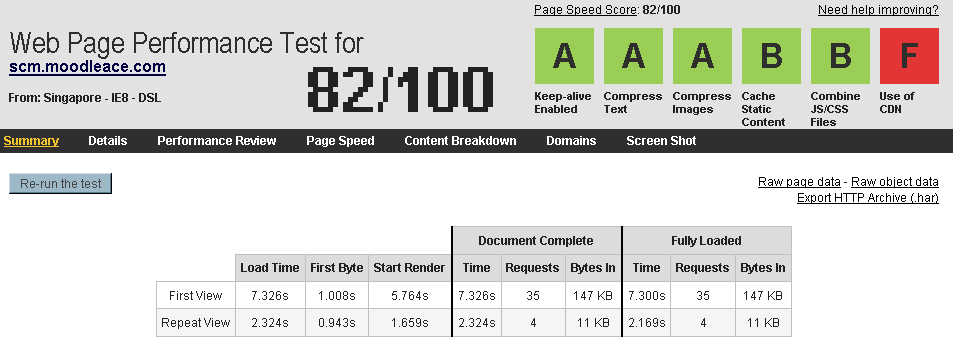 Page Speed Score: 82/100 Need help improving?
Web Page Performance Test for
scm.moodleace.com
From: Singapore - IE8 - DSL
82/100
A A A B B F
Keep-alive Enabled
Compress Text
Compress Images
Cache Static Content
Combine JS/CSS Files
Use of CDN
Summary Details Performance Review Page Speed Content Breakdown Domains Screen Shot
Re-run the test
Raw page data - Raw object data
Export HTTP Archive (.har)
Document Complete Fully Loaded
Load Time First Byte Start Render Time Requests Bytes In Time Requests Bytes In
First View 7.326s 1.008s 5.764s 7.326s 35 147 KB 7.300s 35 147 KB
Repeat View 2.324s 0.943s 1.659s 2.324s 4 11 KB 2.169s 4 11 KB